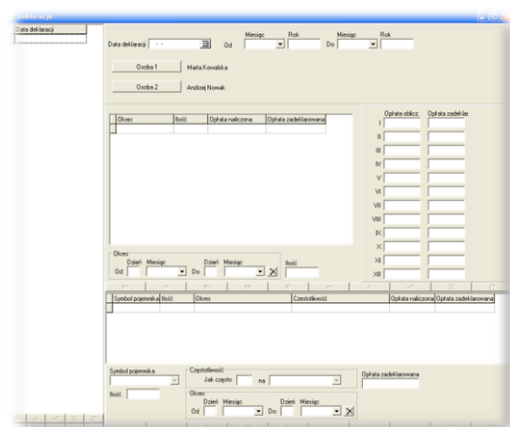 Deklaracje
Data deklaracji
Miesiąc Rok Miesiąc Rok
Data deklaracji - - Od Do
Osoba 1 Marta Kowalska
Osoba 2 Andrzej Nowak
Okres Ilość Opłata naliczona Opłata zadeklarowana
Opłata oblicz. Opłata zadeklar.
I
II
III
IV
V
VI
VII
VIII
IX
X
XI
XII
Okres
Dzień Miesiąc Dzień Miesiąc Ilość
Od Do
Symbol pojemnika Ilość Okres Częstotliwość Opłata naliczona Opłata zadeklarowana
Symbol pojemnika Częstotliwość Opłata zadeklarowana
Jak często na
Ilość Okres
Dzień Miesiąc Dzień Miesiąc
Od Do